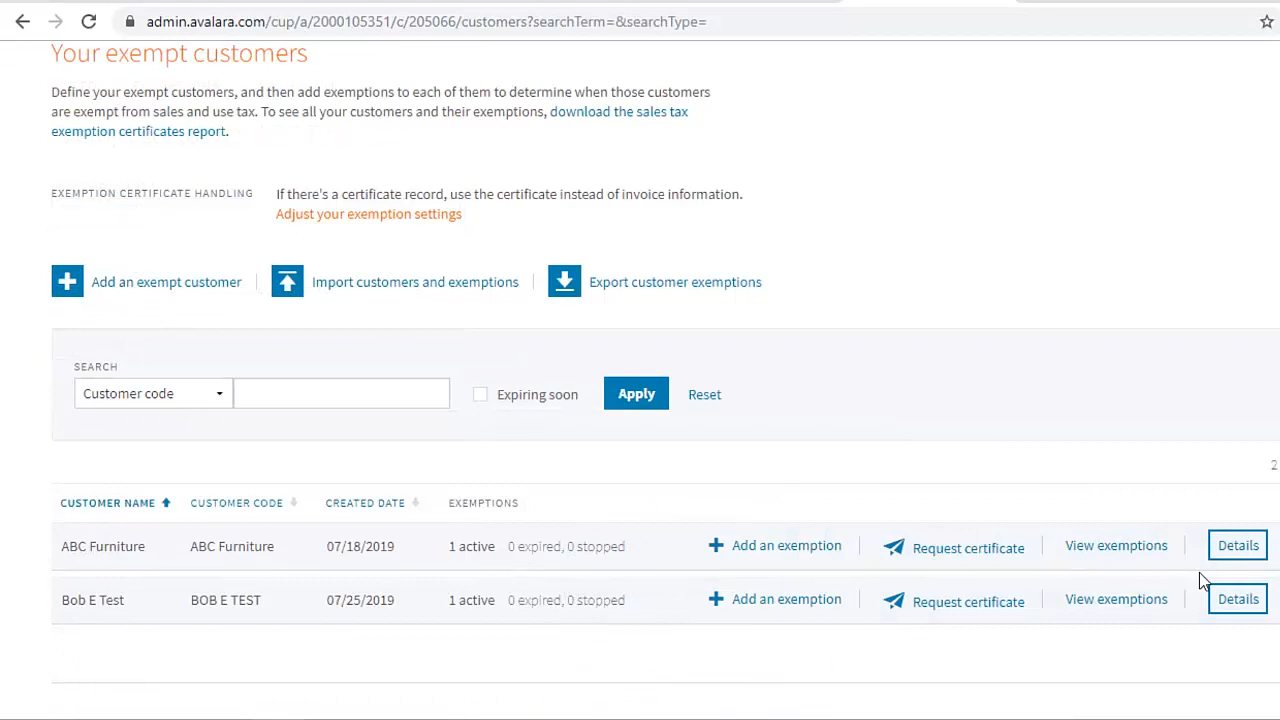 admin.avalara.com/cup/a/2000105351/c/205066/customers?searchTerm=&searchType=
Your exempt customers
Define your exempt customers, and then add exemptions to each of them to determine when those customers
are exempt from sales and use tax. To see all your customers and their exemptions, download the sales tax
exemption certificates report.
EXEMPTION CERTIFICATE HANDLING If there's a certificate record, use the certificate instead of invoice information.
Adjust your exemption settings
Add an exempt customer Import customers and exemptions Export customer exemptions
SEARCH
Customer code Expiring soon Apply Reset
2
CUSTOMER NAME CUSTOMER CODE CREATED DATE EXEMPTIONS
ABC Furniture ABC Furniture 07/18/2019 1 active 0 expired, 0 stopped Add an exemption Request certificate View exemptions Details
Bob E Test BOB E TEST 07/25/2019 1 active 0 expired, 0 stopped Add an exemption Request certificate View exemptions Details